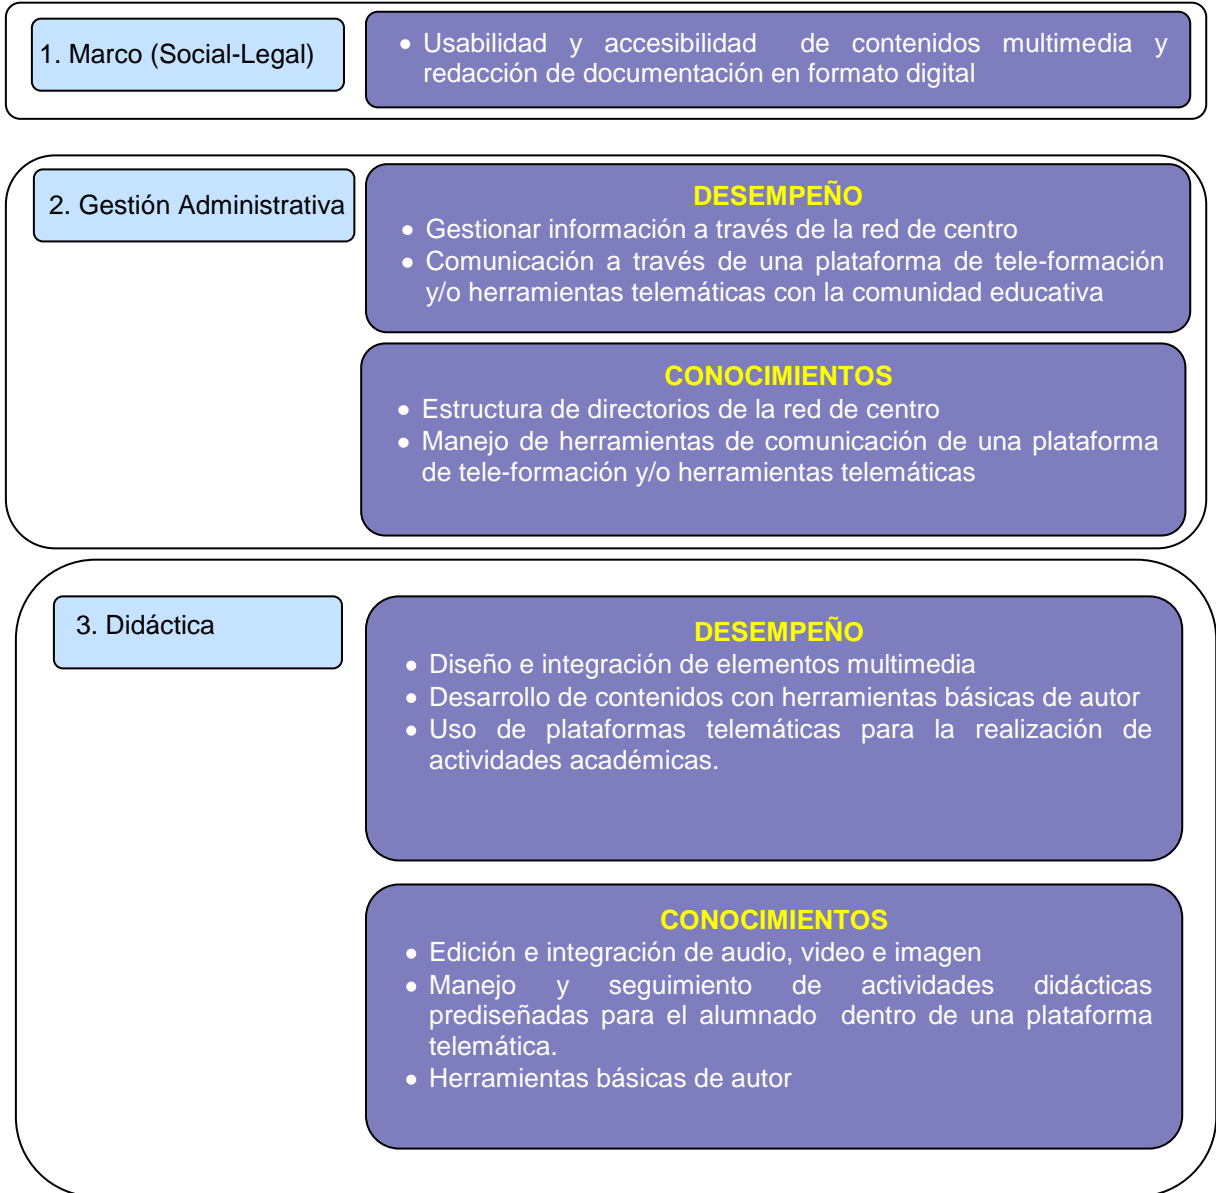 1. Marco (Social-Legal)
• Usabilidad y accesibilidad de contenidos multimedia y
redacción de documentación en formato digital
2. Gestión Administrativa
DESEMPEÑO
• Gestionar información a través de la red de centro
• Comunicación a través de una plataforma de tele-formación
y/o herramientas telemáticas con la comunidad educativa
CONOCIMIENTOS
• Estructura de directorios de la red de centro
• Manejo de herramientas de comunicación de una plataforma
de tele-formación y/o herramientas telemáticas
3. Didáctica
DESEMPEÑO
• Diseño e integración de elementos multimedia
• Desarrollo de contenidos con herramientas básicas de autor
• Uso de plataformas telemáticas para la realización de
actividades académicas.
CONOCIMIENTOS
• Edición e integración de audio, video e imagen
• Manejo y seguimiento de actividades didácticas
prediseñadas para el alumnado dentro de una plataforma
telemática.
• Herramientas básicas de autor